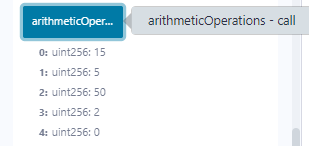 arithmeticOper...
arithmeticOperations - call
0: uint256: 15
1: uint256: 5
2: uint256: 50
3: uint256: 2
4: uint256: 0